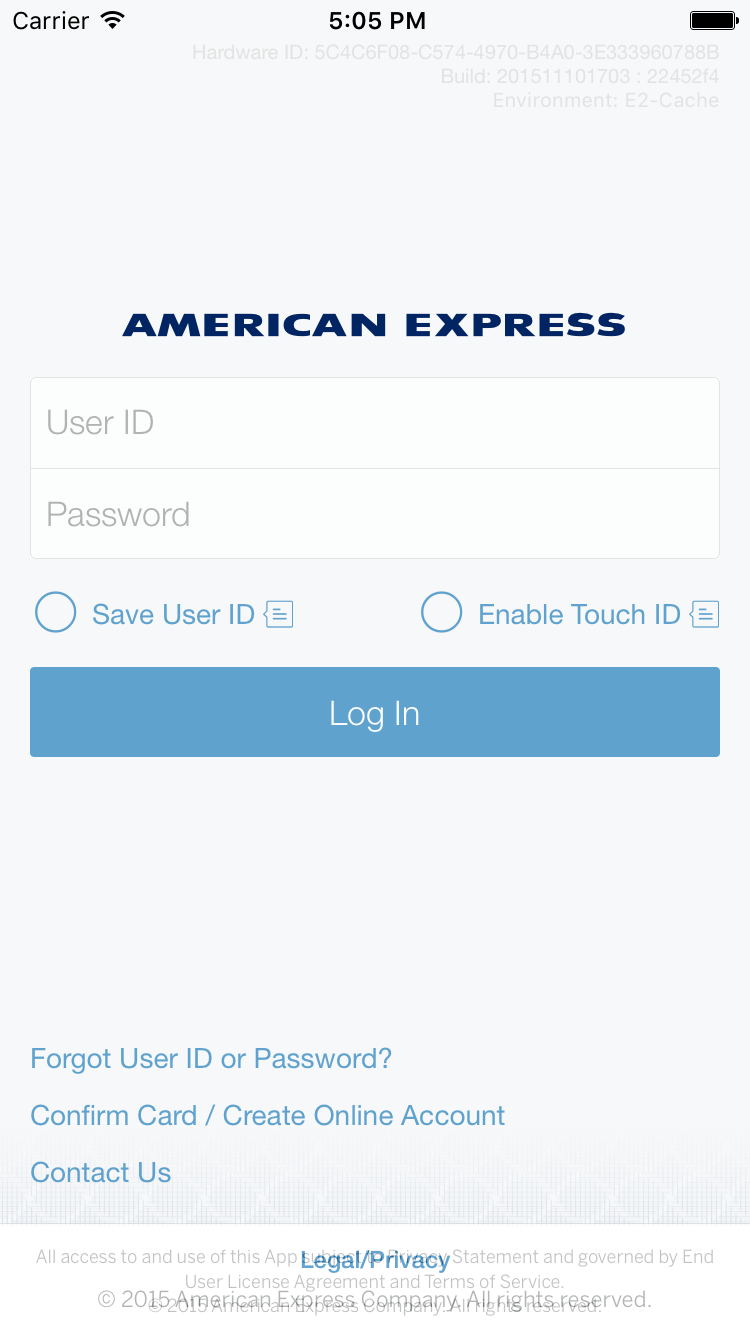 Carrier 5:05 PM
Hardware ID: 5C4C6F08-C574-4970-B4A0-3E333960788B
Build: 201511101703 : 22452f4
Environment: E2-Cache
AMERICAN EXPRESS
User ID
Password
Save User ID Enable Touch ID
Log In
Forgot User ID or Password?
Confirm Card / Create Online Account
Contact Us
All access to and use of this App subject to Privacy Statement and governed by End
Legal/Privacy
User License Agreement and Terms of Service.
© 2015 American Express Company. All rights reserved.
© 2015 American Express Company. All rights reserved.